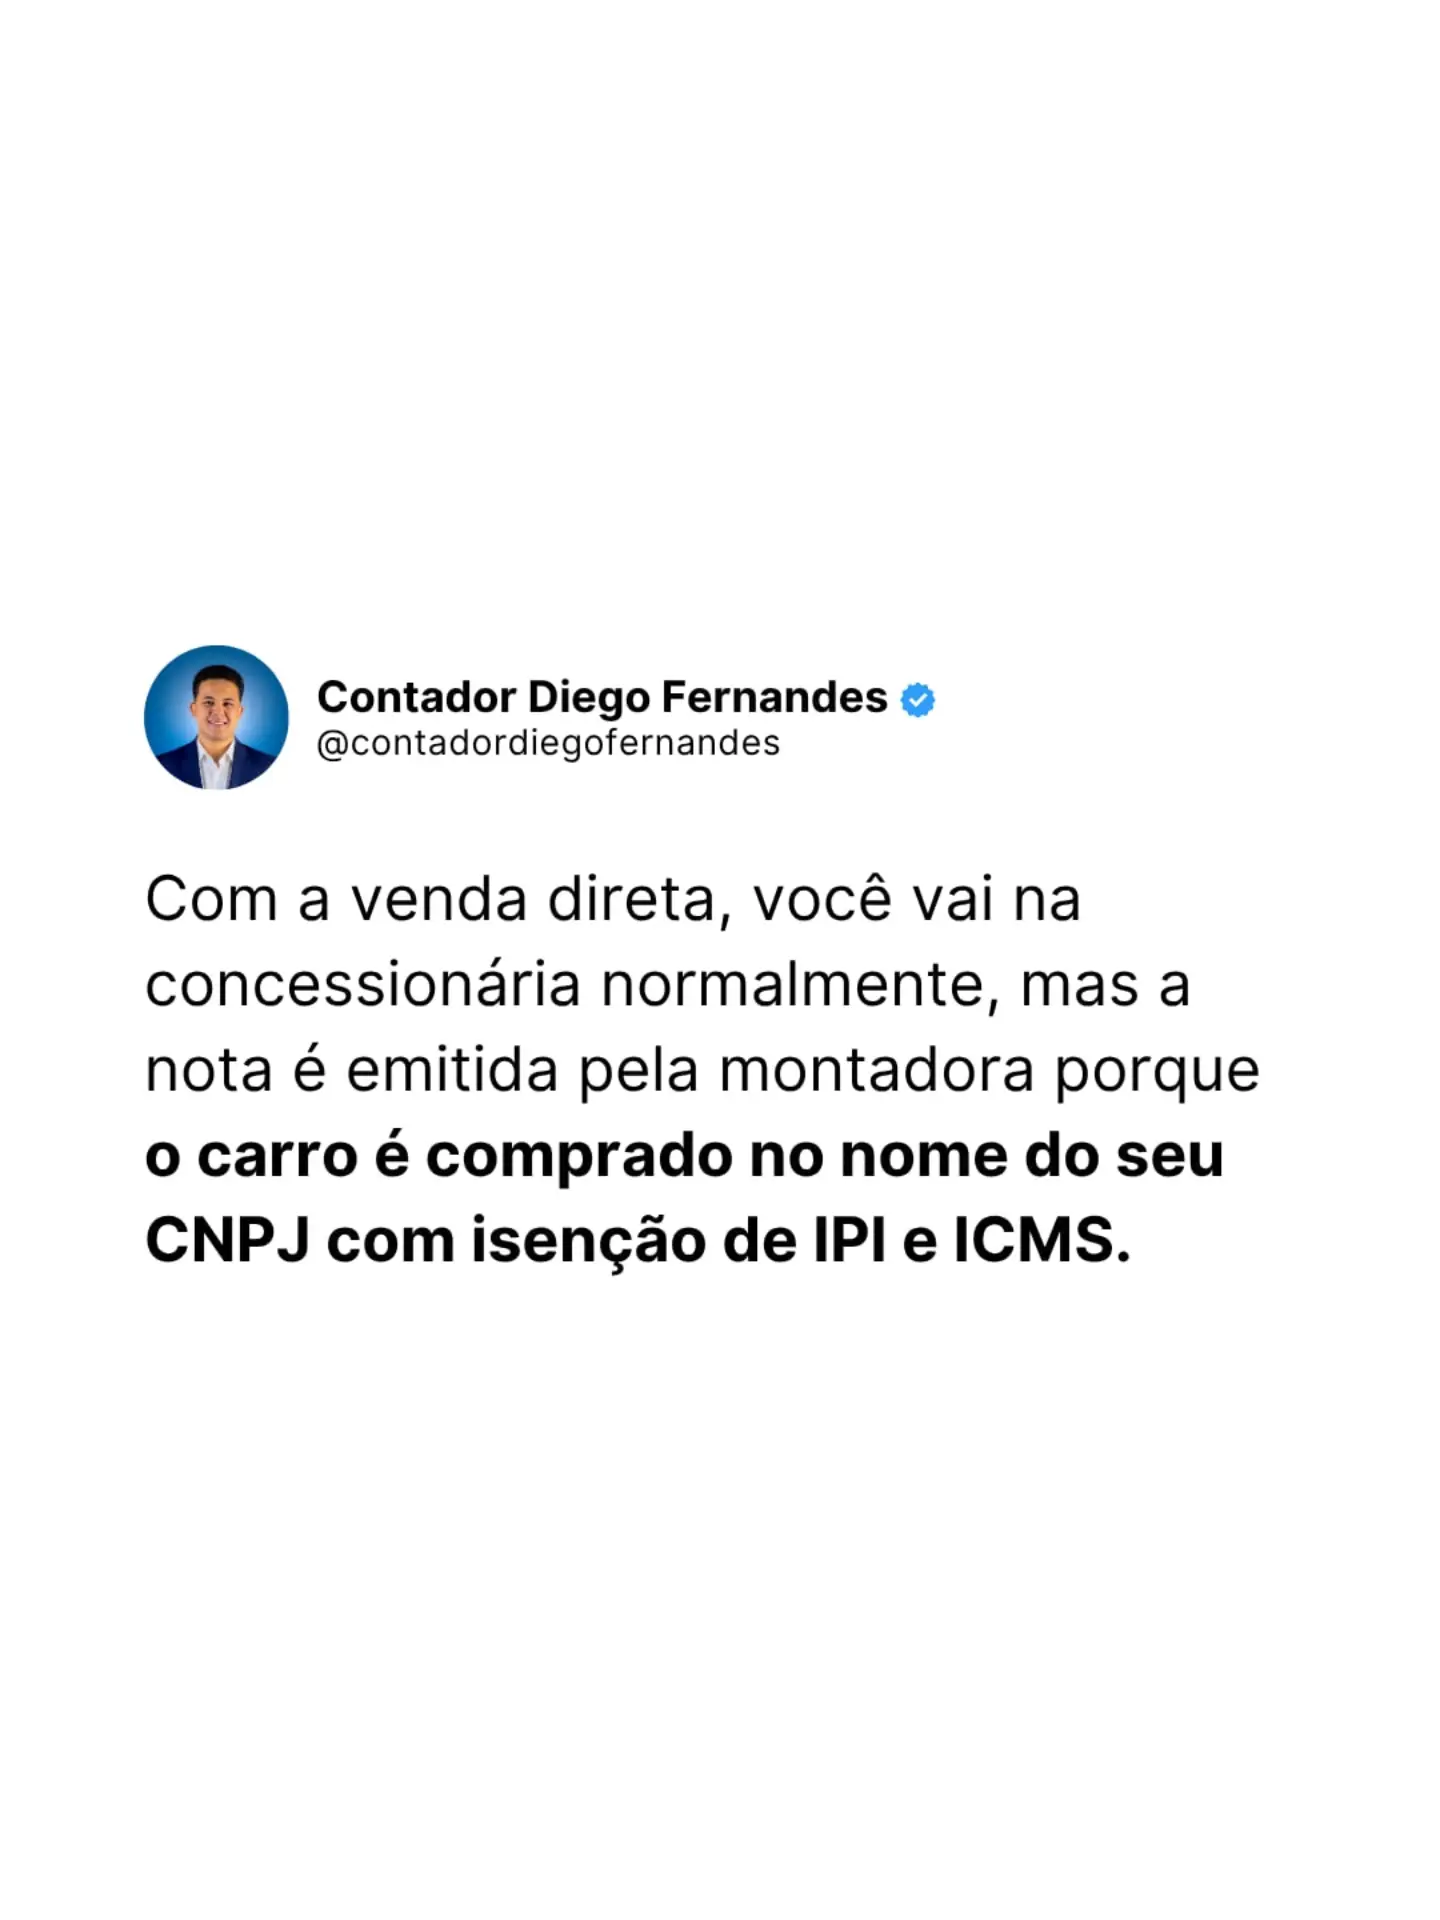 Contador Diego Fernandes
@contadordiegofernandes
Com a venda direta, você vai na
concessionária normalmente, mas a
nota é emitida pela montadora porque
o carro é comprado no nome do seu
CNPJ com isenção de IPI e ICMS.